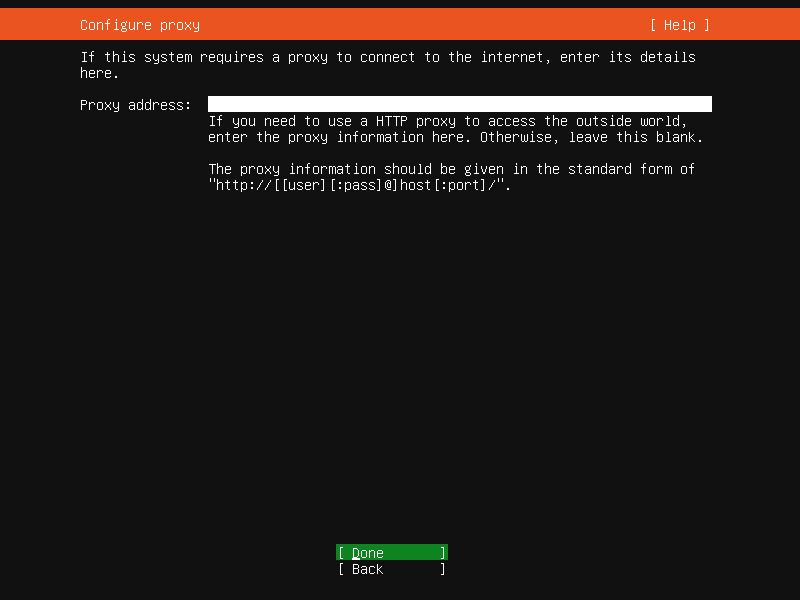 Configure proxy [ Help ]
If this system requires a proxy to connect to the internet, enter its details
here.
Proxy address:
If you need to use a HTTP proxy to access the outside world,
enter the proxy information here. Otherwise, leave this blank.
The proxy information should be given in the standard form of
"http://[[user][:pass]@]host[:port]/".
[ Done ]
[ Back ]